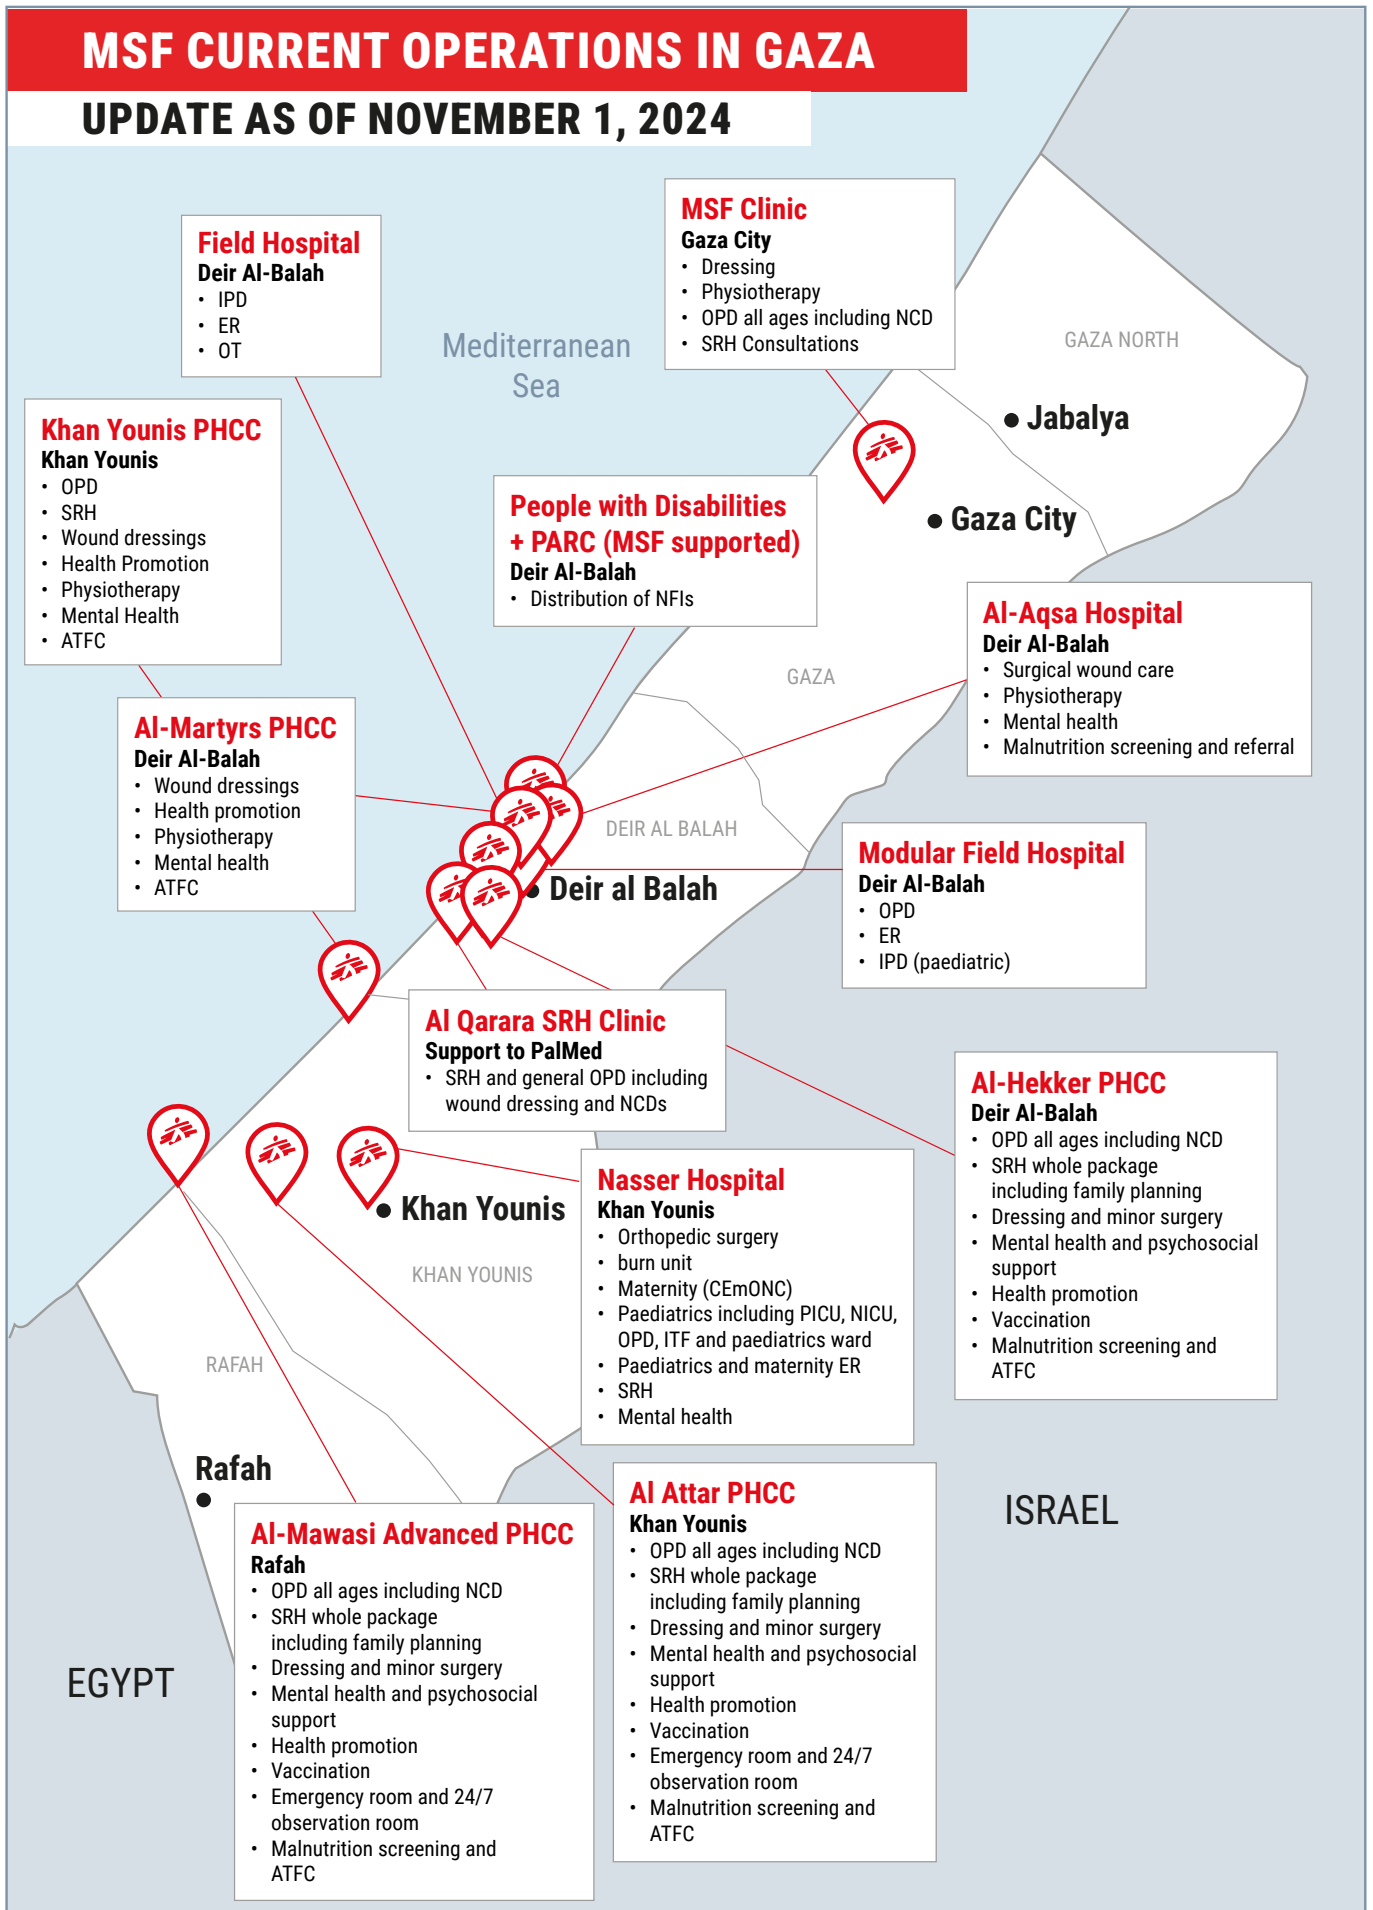 MSF CURRENT OPERATIONS IN GAZA
UPDATE AS OF NOVEMBER 1, 2024
MSF Clinic
Gaza City
• Dressing
• Physiotherapy
• OPD all ages including NCD
• SRH Consultations
Field Hospital
Deir Al-Balah
• IPD
• ER
• OT
Mediterranean
Sea
GAZA NORTH
Jabalya
Khan Younis PHCC
Khan Younis
• OPD
• SRH
• Wound dressings
• Health Promotion
• Physiotherapy
• Mental Health
• ATFC
People with Disabilities
+ PARC (MSF supported)
Deir Al-Balah
• Distribution of NFIs
Gaza City
Al-Aqsa Hospital
Deir Al-Balah
• Surgical wound care
• Physiotherapy
• Mental health
• Malnutrition screening and referral
GAZA
Al-Martyrs PHCC
Deir Al-Balah
• Wound dressings
• Health promotion
• Physiotherapy
• Mental health
• ATFC
DEIR AL BALAH
Deir al Balah
Modular Field Hospital
Deir Al-Balah
• OPD
• ER
• IPD (paediatric)
Al Qarara SRH Clinic
Support to PalMed
• SRH and general OPD including
wound dressing and NCDs
Al-Hekker PHCC
Deir Al-Balah
• OPD all ages including NCD
• SRH whole package
including family planning
• Dressing and minor surgery
• Mental health and psychosocial
support
• Health promotion
• Vaccination
• Malnutrition screening and
ATFC
Nasser Hospital
Khan Younis
• Orthopedic surgery
• burn unit
• Maternity (CEmONC)
• Paediatrics including PICU, NICU,
OPD, ITF and paediatrics ward
• Paediatrics and maternity ER
• SRH
• Mental health
Khan Younis
KHAN YOUNIS
RAFAH
Rafah
Al Attar PHCC
Khan Younis
• OPD all ages including NCD
• SRH whole package
including family planning
• Dressing and minor surgery
• Mental health and psychosocial
support
• Health promotion
• Vaccination
• Emergency room and 24/7
observation room
• Malnutrition screening and
ATFC
ISRAEL
Al-Mawasi Advanced PHCC
Rafah
• OPD all ages including NCD
• SRH whole package
including family planning
• Dressing and minor surgery
• Mental health and psychosocial
support
• Health promotion
• Vaccination
• Emergency room and 24/7
observation room
• Malnutrition screening and
ATFC
EGYPT